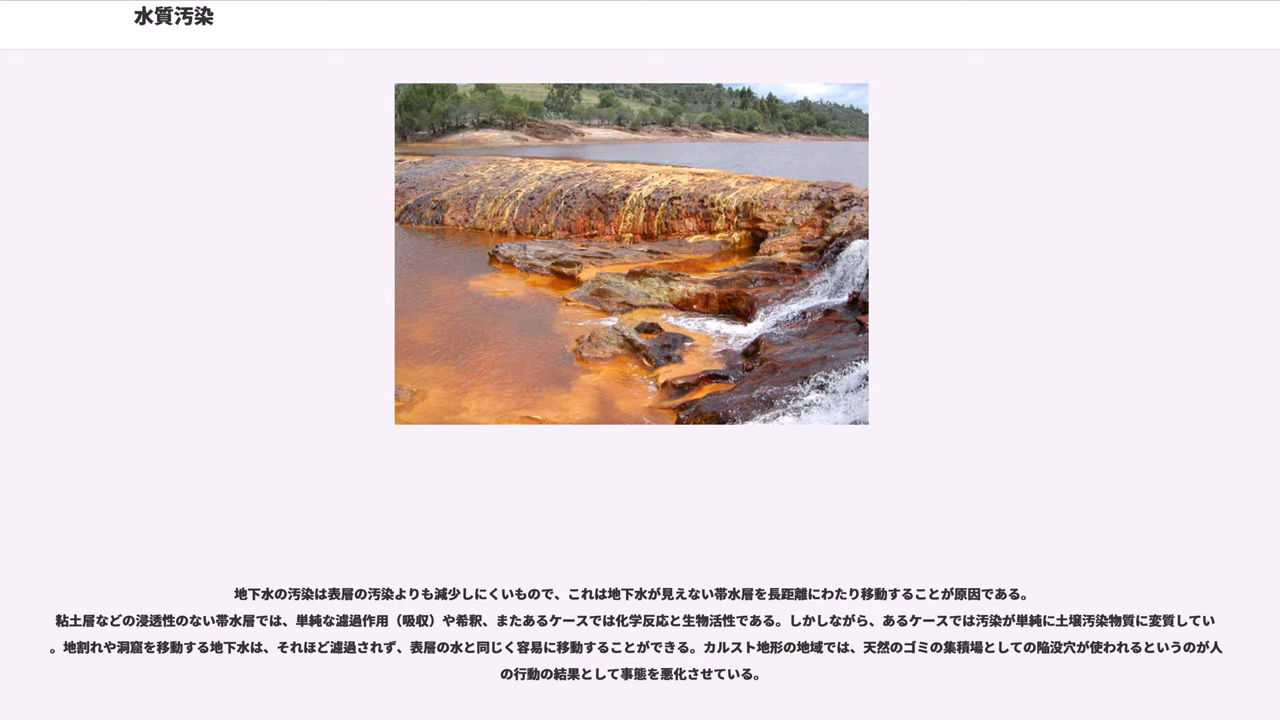 水質汚染
地下水の汚染は表層の汚染よりも減少しにくいもので、これは地下水が見えない帯水層を長距離にわたり移動することが原因である。
粘土層などの浸透性のない帯水層では、単純な濾過作用（吸収）や希釈、またあるケースでは化学反応と生物活性である。しかしながら、あるケースでは汚染が単純に土壌汚染物質に変質してい
。地割れや洞窟を移動する地下水は、それほど濾過されず、表層の水と同じく容易に移動することができる。カルスト地形の地域では、天然のゴミの集積場としての陥没穴が使われるというのが人
の行動の結果として事態を悪化させている。